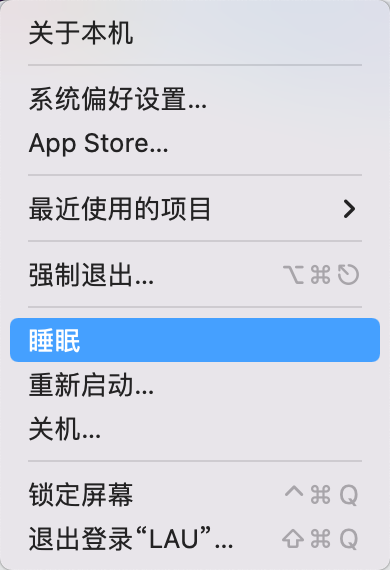 关于本机
系统偏好设置...
App Store...
最近使用的项目
强制退出... ⌥⌘⎋
睡眠
重新启动...
关机...
锁定屏幕 ^⌘Q
退出登录“LAU”... ⇧⌘Q